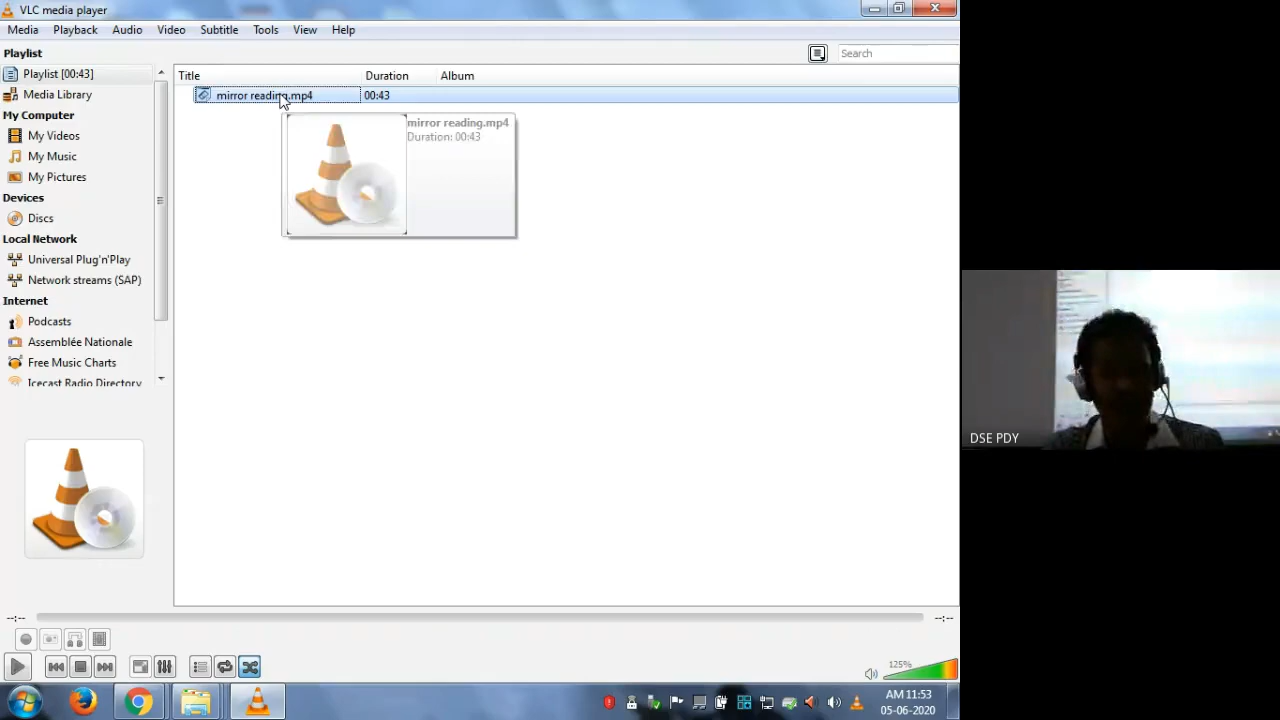 VLC media player
Media Playback Audio Video Subtitle Tools View Help
Playlist
Search
Playlist [00:43]
Media Library
My Computer
My Videos
My Music
My Pictures
Devices
Discs
Local Network
Universal Plug'n'Play
Network streams (SAP)
Internet
Podcasts
Assemblée Nationale
Free Music Charts
Icecast Radio Directory
Title Duration Album
mirror reading.mp4 00:43
mirror reading.mp4
Duration: 00:43
DSE PDY
--:-- --:--
125%
AM 11:53
05-06-2020